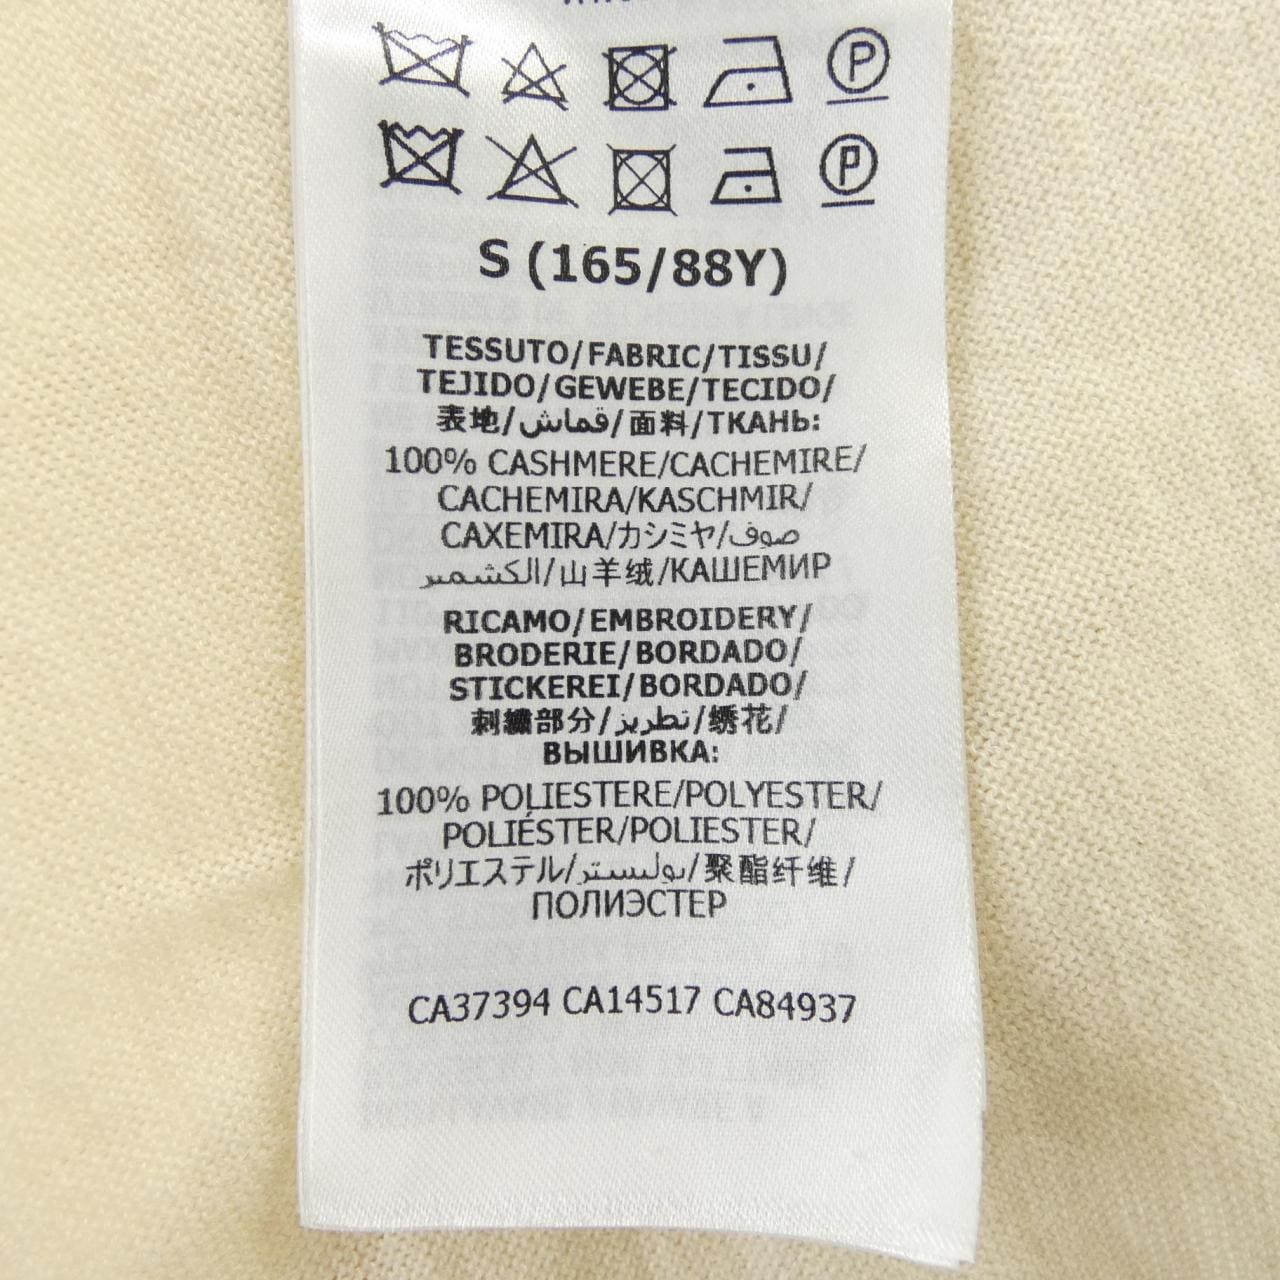 S (165/88Y)
TESSUTO/FABRIC/TISSU/
TEJIDO/GEWEBE/TECIDO/
表地/قماش/面料/ТКАНЬ:
100% CASHMERE/CACHEMIRE/
CACHEMIRA/KASCHMIR/
CAXEMIRA/カシミヤ/صوف
الكشمير/山羊绒/КАШЕМИР
RICAMO/EMBROIDERY/
BRODERIE/BORDADO/
STICKEREI/BORDADO/
刺繍部分/تطريز/绣花/
ВЫШИВКА:
100% POLIESTERE/POLYESTER/
POLIÉSTER/POLIESTER/
ポリエステル/بوليستر/聚酯纤维/
ПОЛИЭСТЕР
CA37394 CA14517 CA84937